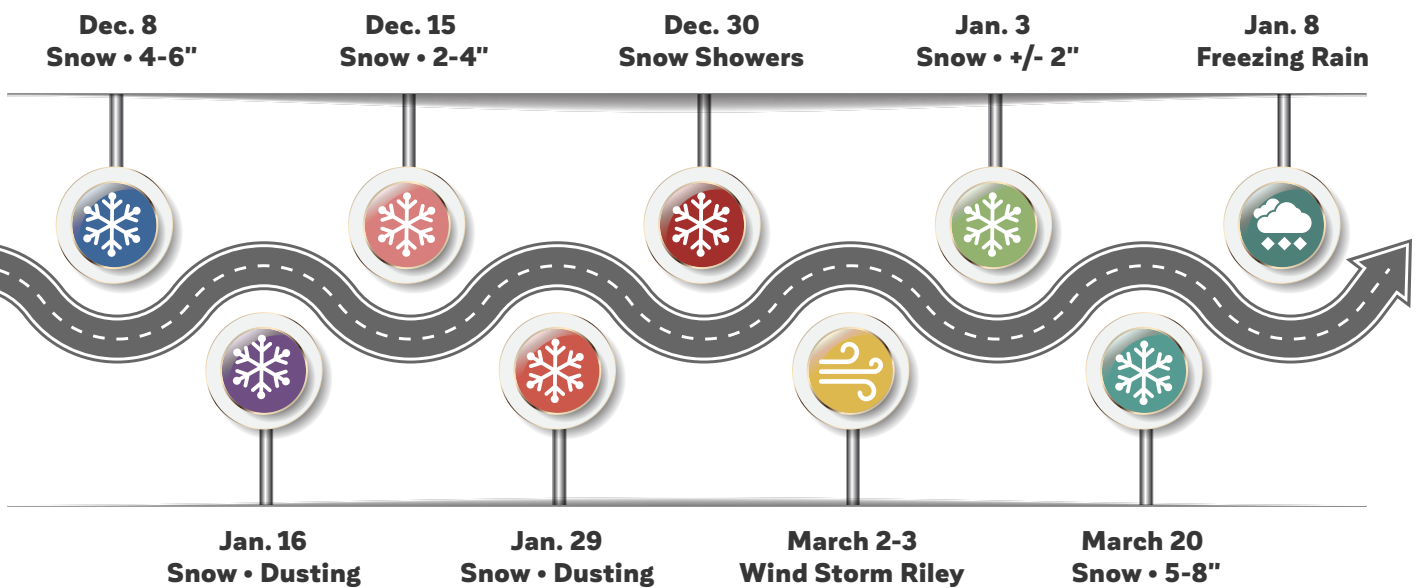 Dec. 8
Snow • 4-6"
Dec. 15
Snow • 2-4"
Dec. 30
Snow Showers
Jan. 3
Snow • +/- 2"
Jan. 8
Freezing Rain
Jan. 16
Snow • Dusting
Jan. 29
Snow • Dusting
March 2-3
Wind Storm Riley
March 20
Snow • 5-8"